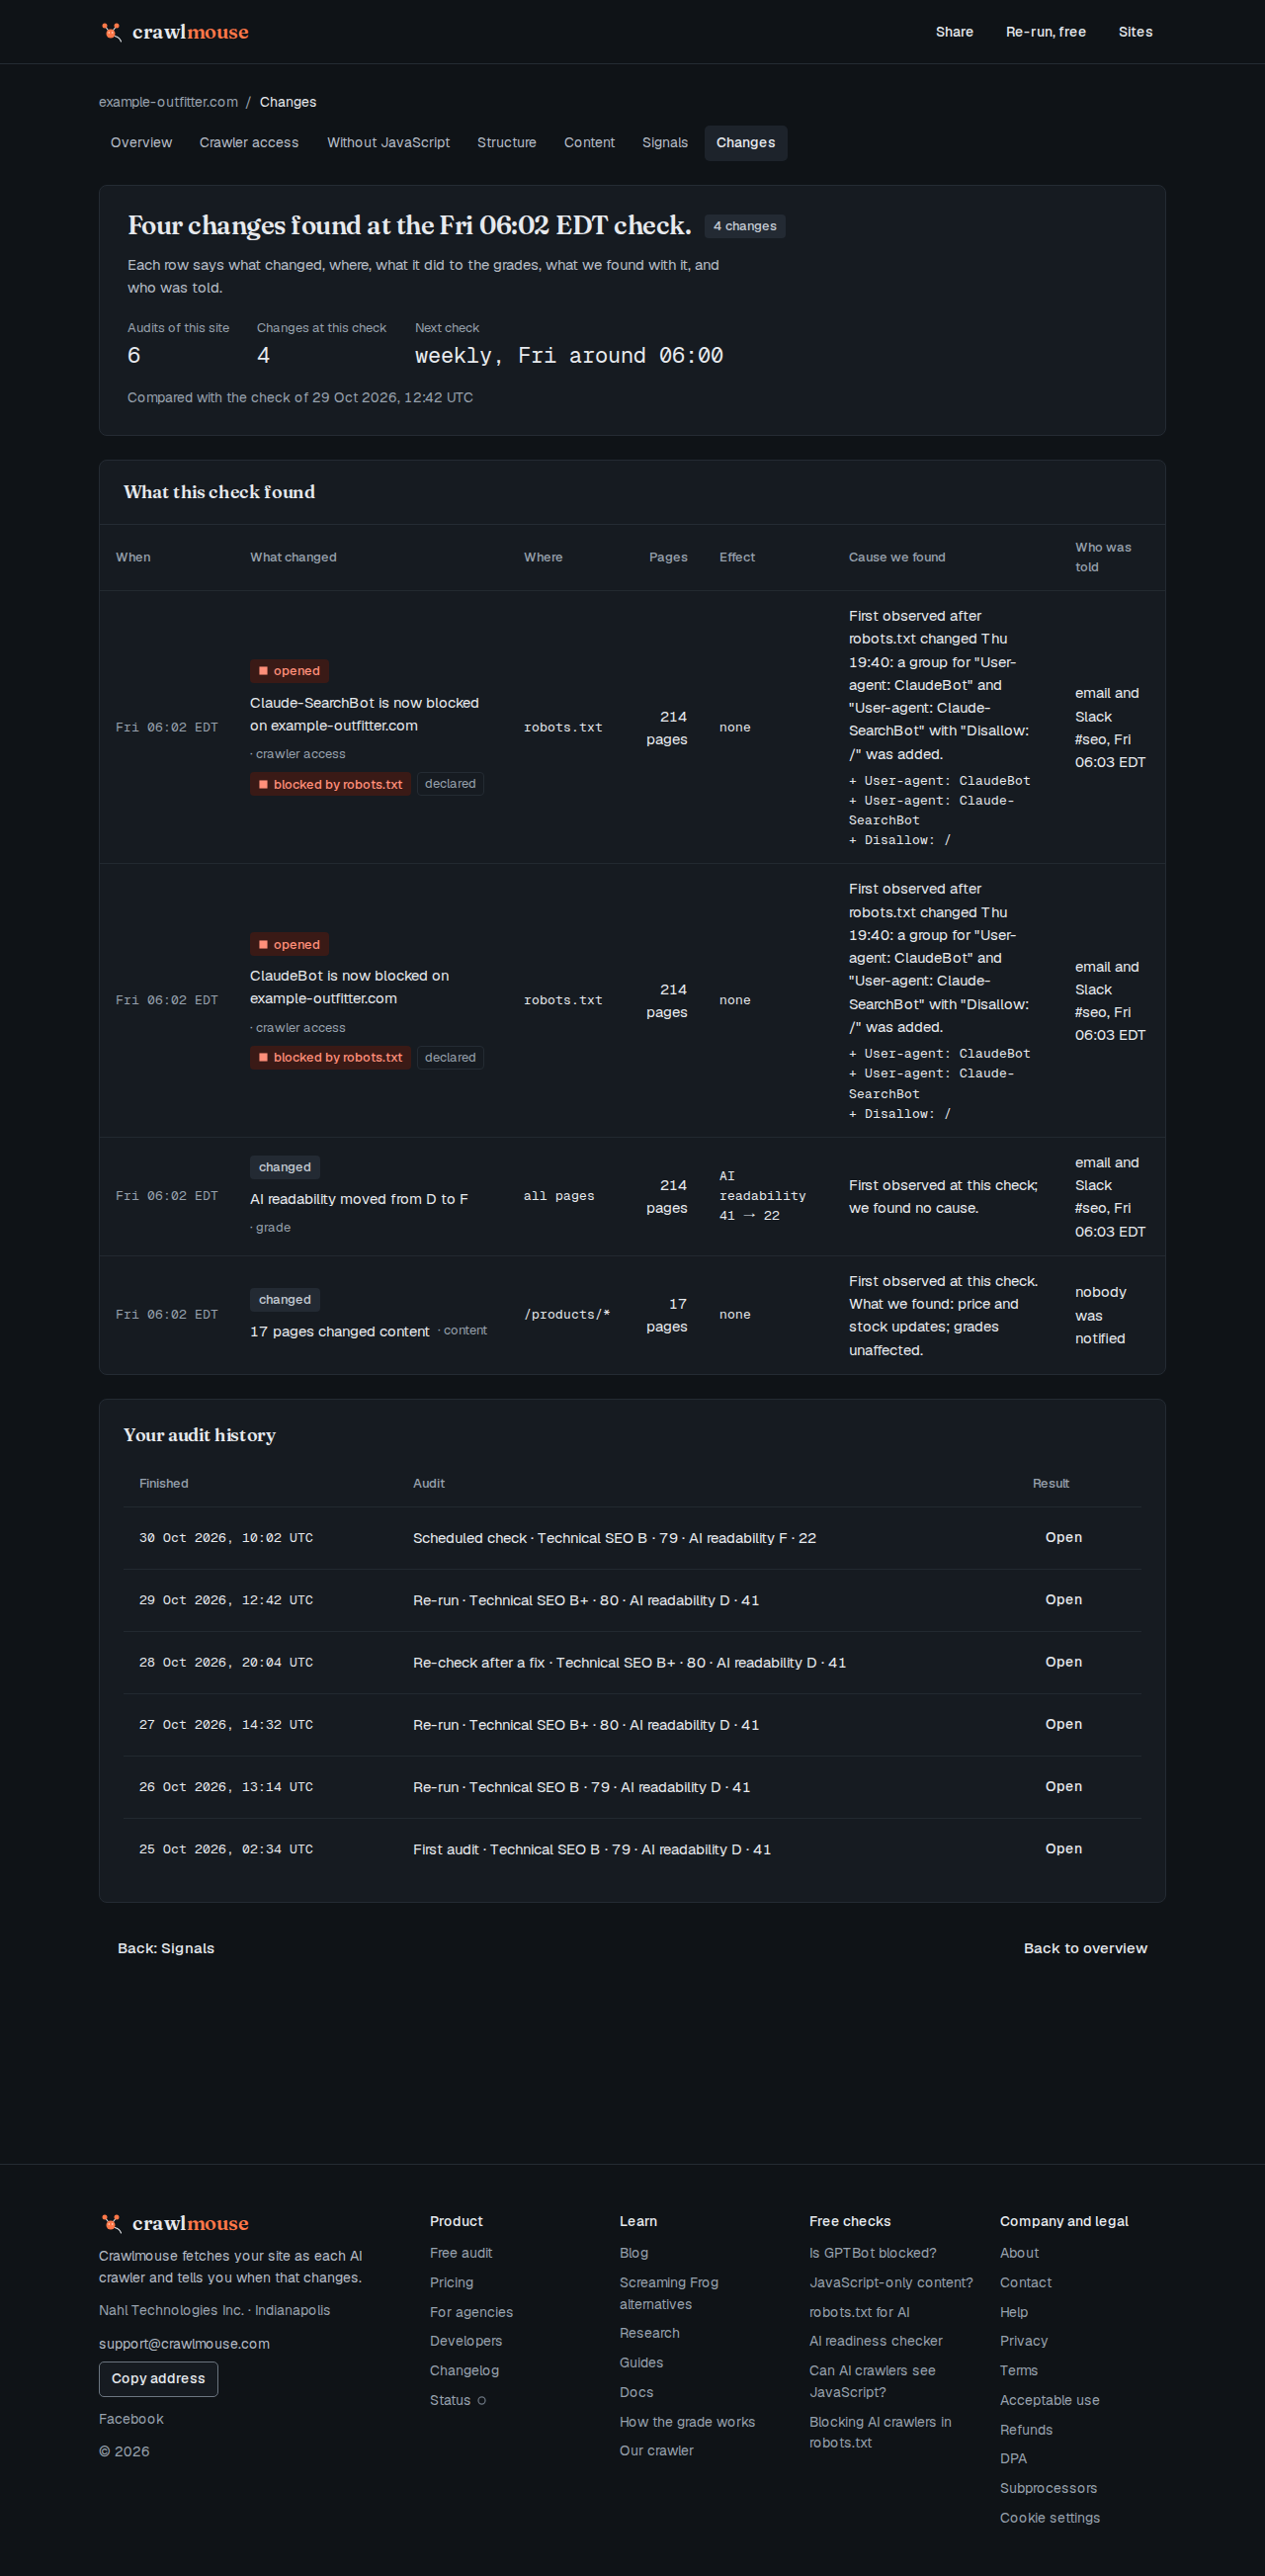 crawlmouse
Share
Re-run, free
Sites
example-outfitter.com / Changes
Overview
Crawler access
Without JavaScript
Structure
Content
Signals
Changes
Four changes found at the Fri 06:02 EDT check.
4 changes
Each row says what changed, where, what it did to the grades, what we found with it, and
who was told.
Audits of this site
6
Changes at this check
4
Next check
weekly, Fri around 06:00
Compared with the check of 29 Oct 2026, 12:42 UTC
What this check found
When
What changed
Where
Pages
Effect
Cause we found
Who was
told
Fri 06:02 EDT
opened
Claude-SearchBot is now blocked
on example-outfitter.com
· crawler access
blocked by robots.txt
declared
robots.txt
214
pages
none
First observed after
robots.txt changed Thu
19:40: a group for "User-
agent: ClaudeBot" and
"User-agent: Claude-
SearchBot" with "Disallow:
/" was added.
+ User-agent: ClaudeBot
+ User-agent: Claude-
SearchBot
+ Disallow: /
email and
Slack
#seo, Fri
06:03 EDT
Fri 06:02 EDT
opened
ClaudeBot is now blocked on
example-outfitter.com
· crawler access
blocked by robots.txt
declared
robots.txt
214
pages
none
First observed after
robots.txt changed Thu
19:40: a group for "User-
agent: ClaudeBot" and
"User-agent: Claude-
SearchBot" with "Disallow:
/" was added.
+ User-agent: ClaudeBot
+ User-agent: Claude-
SearchBot
+ Disallow: /
email and
Slack
#seo, Fri
06:03 EDT
Fri 06:02 EDT
changed
AI readability moved from D to F
· grade
all pages
214
pages
AI
readability
41 → 22
First observed at this check;
we found no cause.
email and
Slack
#seo, Fri
06:03 EDT
Fri 06:02 EDT
changed
17 pages changed content · content
/products/*
17
pages
none
First observed at this check.
What we found: price and
stock updates; grades
unaffected.
nobody
was
notified
Your audit history
Finished
Audit
Result
30 Oct 2026, 10:02 UTC
Scheduled check · Technical SEO B · 79 · AI readability F · 22
Open
29 Oct 2026, 12:42 UTC
Re-run · Technical SEO B+ · 80 · AI readability D · 41
Open
28 Oct 2026, 20:04 UTC
Re-check after a fix · Technical SEO B+ · 80 · AI readability D · 41
Open
27 Oct 2026, 14:32 UTC
Re-run · Technical SEO B+ · 80 · AI readability D · 41
Open
26 Oct 2026, 13:14 UTC
Re-run · Technical SEO B · 79 · AI readability D · 41
Open
25 Oct 2026, 02:34 UTC
First audit · Technical SEO B · 79 · AI readability D · 41
Open
Back: Signals
Back to overview
crawlmouse
Crawlmouse fetches your site as each AI
crawler and tells you when that changes.
Nahl Technologies Inc. · Indianapolis
support@crawlmouse.com
Copy address
Facebook
© 2026
Product
Free audit
Pricing
For agencies
Developers
Changelog
Status
Learn
Blog
Screaming Frog
alternatives
Research
Guides
Docs
How the grade works
Our crawler
Free checks
Is GPTBot blocked?
JavaScript-only content?
robots.txt for AI
AI readiness checker
Can AI crawlers see
JavaScript?
Blocking AI crawlers in
robots.txt
Company and legal
About
Contact
Help
Privacy
Terms
Acceptable use
Refunds
DPA
Subprocessors
Cookie settings